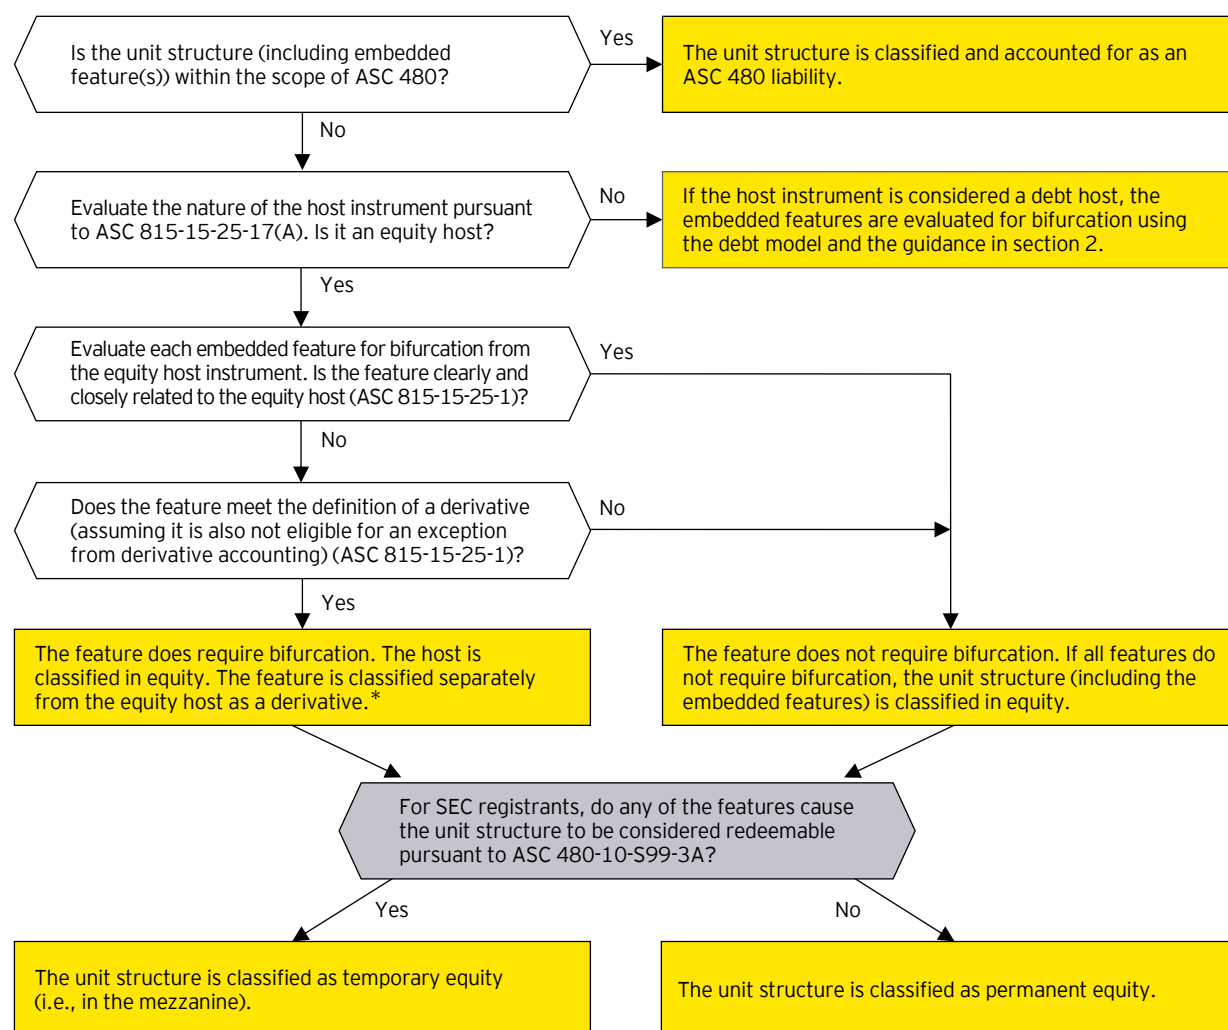 Is the unit structure (including embedded
feature(s)) within the scope of ASC 480?
Yes
The unit structure is classified and accounted for as an
ASC 480 liability.
No
Evaluate the nature of the host instrument pursuant
to ASC 815-15-25-17(A). Is it an equity host?
No
If the host instrument is considered a debt host, the
embedded features are evaluated for bifurcation using
the debt model and the guidance in section 2.
Yes
Evaluate each embedded feature for bifurcation from
the equity host instrument. Is the feature clearly and
closely related to the equity host (ASC 815-15-25-1)?
Yes
No
Does the feature meet the definition of a derivative
(assuming it is also not eligible for an exception
from derivative accounting) (ASC 815-15-25-1)?
No
Yes
The feature does require bifurcation. The host is
classified in equity. The feature is classified separately
from the equity host as a derivative.*
The feature does not require bifurcation. If all features do
not require bifurcation, the unit structure (including the
embedded features) is classified in equity.
For SEC registrants, do any of the features cause
the unit structure to be considered redeemable
pursuant to ASC 480-10-S99-3A?
Yes
No
The unit structure is classified as temporary equity
(i.e., in the mezzanine).
The unit structure is classified as permanent equity.